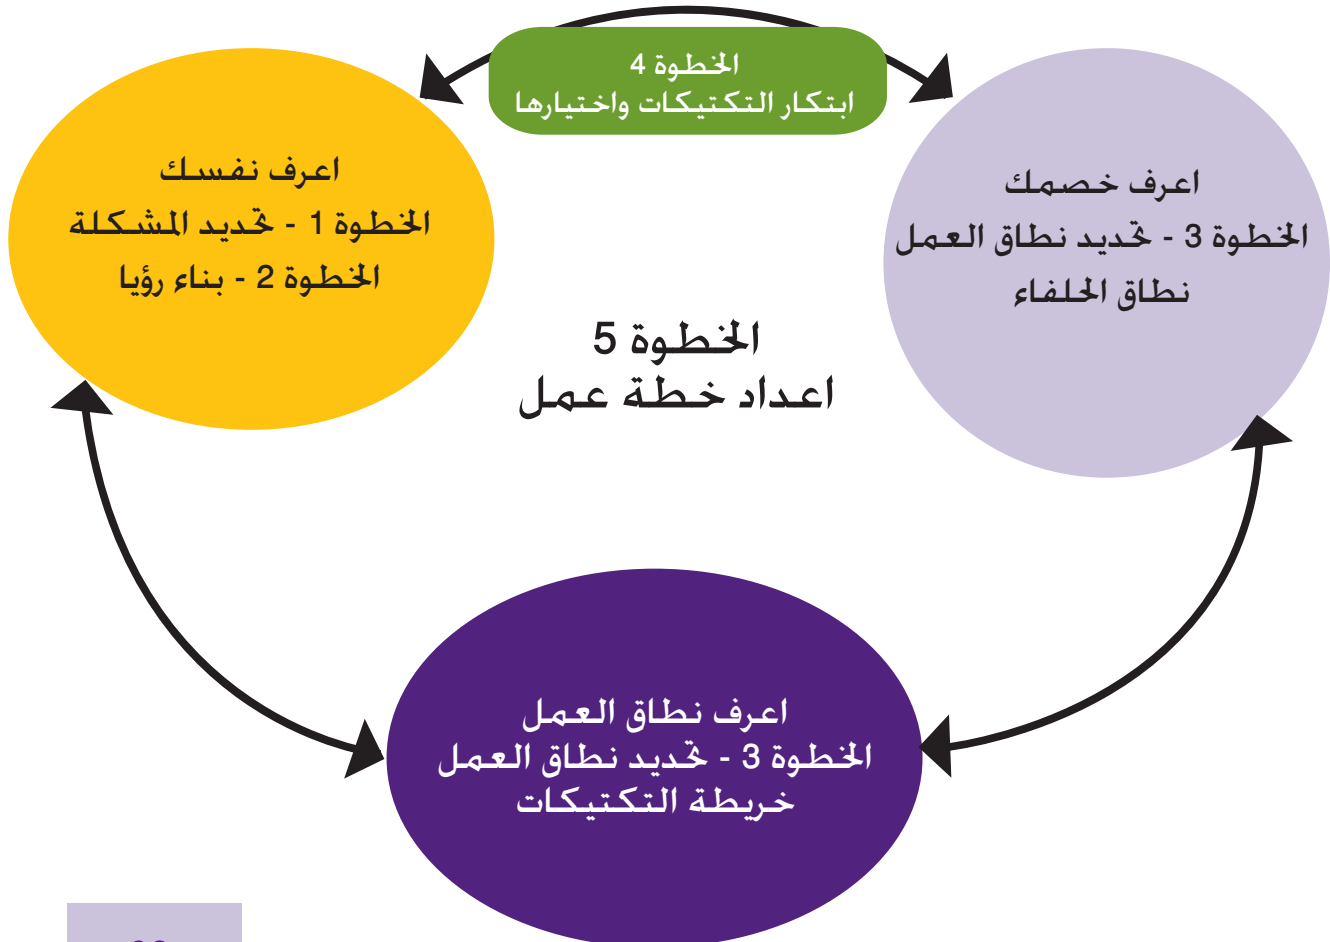 الخطوة 4
ابتكار التكتيكات واختيارها
اعرف خصمك
الخطوة 3 - تحديد نطاق العمل
نطاق الحلفاء
اعرف نفسك
الخطوة 1 - تحديد المشكلة
الخطوة 2 - بناء رؤيا
الخطوة 5
اعداد خطة عمل
اعرف نطاق العمل
الخطوة 3 - تحديد نطاق العمل
خريطة التكتيكات